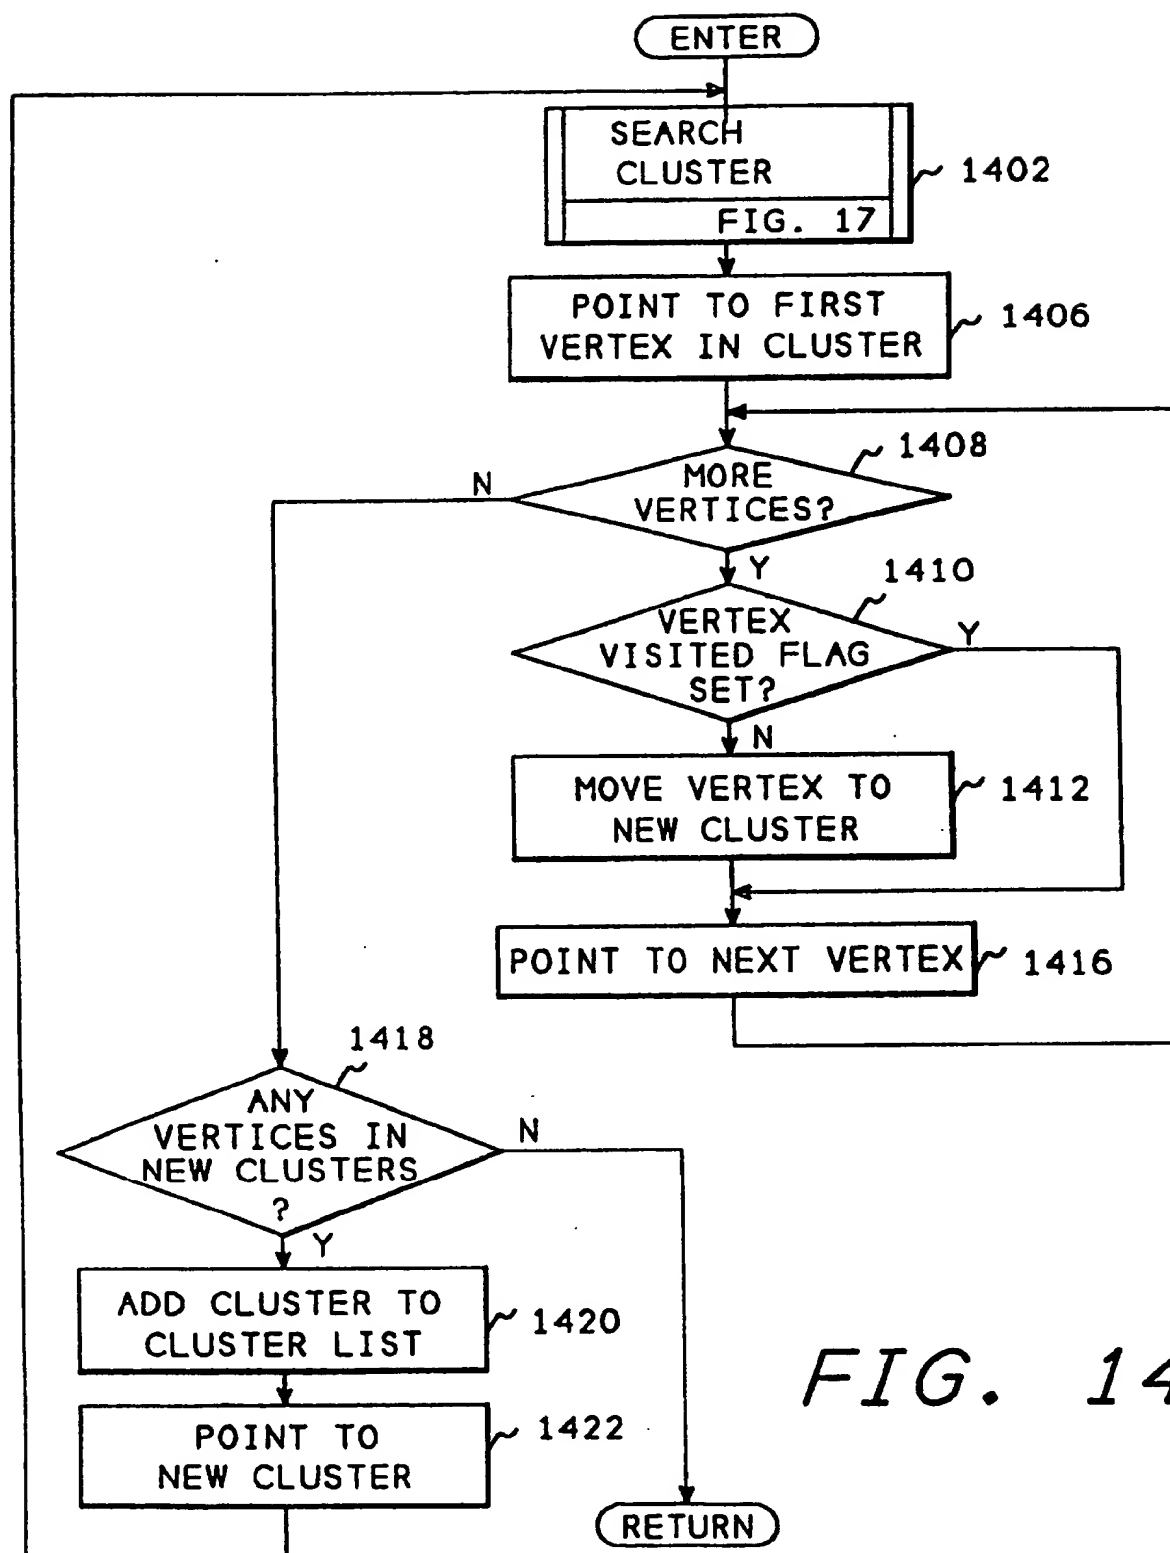 ENTER
SEARCH
CLUSTER
FIG. 17
1402
POINT TO FIRST
VERTEX IN CLUSTER
1406
1408
MORE
VERTICES?
N
Y
1410
VERTEX
VISITED FLAG
SET?
Y
N
MOVE VERTEX TO
NEW CLUSTER
1412
POINT TO NEXT VERTEX
1416
1418
ANY
VERTICES IN
NEW CLUSTERS
?
N
Y
ADD CLUSTER TO
CLUSTER LIST
1420
POINT TO
NEW CLUSTER
1422
RETURN
FIG. 14